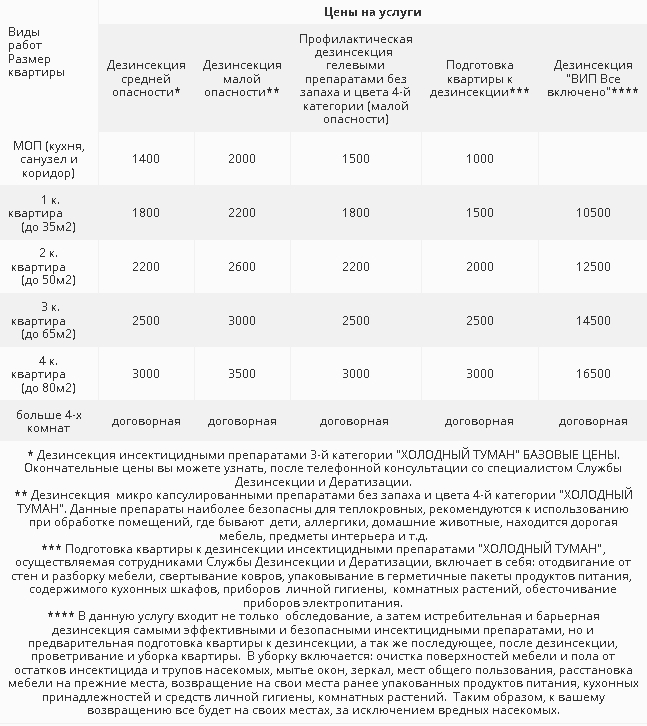 Цены на услуги
Виды
работ
Размер
квартиры
Дезинсекция
средней
опасности*
Дезинсекция
малой
опасности**
Профилактическая
дезинсекция
гелевыми
препаратами без
запаха и цвета 4-й
категории (малой
опасности)
Подготовка
квартиры к
дезинсекции***
Дезинсекция
"ВИП Все
включено"****
МОП (кухня,
санузел и
коридор)
1400 2000 1500 1000
1 к.
квартира
(до 35м2)
1800 2200 1800 1500 10500
2 к.
квартира
(до 50м2)
2200 2600 2200 2000 12500
3 к.
квартира
(до 65м2)
2500 3000 2500 2500 14500
4 к.
квартира
(до 80м2)
3000 3500 3000 3000 16500
больше 4-х
комнат
договорная договорная договорная договорная договорная
* Дезинсекция инсектицидными препаратами 3-й категории "ХОЛОДНЫЙ ТУМАН" БАЗОВЫЕ ЦЕНЫ.
Окончательные цены вы можете узнать, после телефонной консультации со специалистом Службы
Дезинсекции и Дератизации.
** Дезинсекция микро капсулированными препаратами без запаха и цвета 4-й категории "ХОЛОДНЫЙ
ТУМАН". Данные препараты наиболее безопасны для теплокровных, рекомендуются к использованию
при обработке помещений, где бывают дети, аллергики, домашние животные, находится дорогая
мебель, предметы интерьера и т.д.
*** Подготовка квартиры к дезинсекции инсектицидными препаратами "ХОЛОДНЫЙ ТУМАН",
осуществляемая сотрудниками Службы Дезинсекции и Дератизации, включает в себя: отодвигание от
стен и разборку мебели, свертывание ковров, упаковывание в герметичные пакеты продуктов питания,
содержимого кухонных шкафов, приборов личной гигиены, комнатных растений, обесточивание
приборов электропитания.
**** В данную услугу входит не только обследование, а затем истребительная и барьерная
дезинсекция самыми эффективными и безопасными инсектицидными препаратами, но и
предварительная подготовка квартиры к дезинсекции, а так же последующее, после дезинсекции,
проветривание и уборка квартиры. В уборку включается: очистка поверхностей мебели и пола от
остатков инсектицида и трупов насекомых, мытье окон, зеркал, мест общего пользования, расстановка
мебели на прежние места, возвращение на свои места ранее упакованных продуктов питания, кухонных
принадлежностей и средств личной гигиены, комнатных растений. Таким образом, к вашему
возвращению все будет на своих местах, за исключением вредных насекомых.